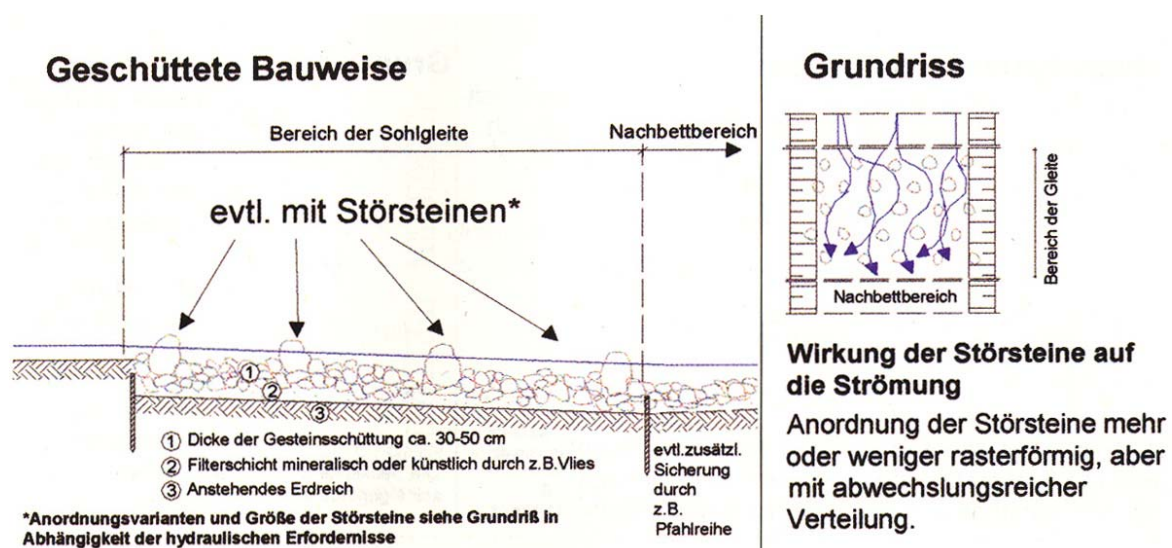 Geschüttete Bauweise
Bereich der Sohlgleite
Nachbettbereich
evtl. mit Störsteinen*
1
2
3
① Dicke der Gesteinsschüttung ca. 30-50 cm
② Filterschicht mineralisch oder künstlich durch z.B.Vlies
③ Anstehendes Erdreich
evtl.zusätzl.
Sicherung
durch
z.B.
Pfahlreihe
*Anordnungsvarianten und Größe der Störsteine siehe Grundriß in
Abhängigkeit der hydraulischen Erfordernisse
Grundriss
Bereich der Gleite
Nachbettbereich
Wirkung der Störsteine auf
die Strömung
Anordnung der Störsteine mehr
oder weniger rasterförmig, aber
mit abwechslungsreicher
Verteilung.